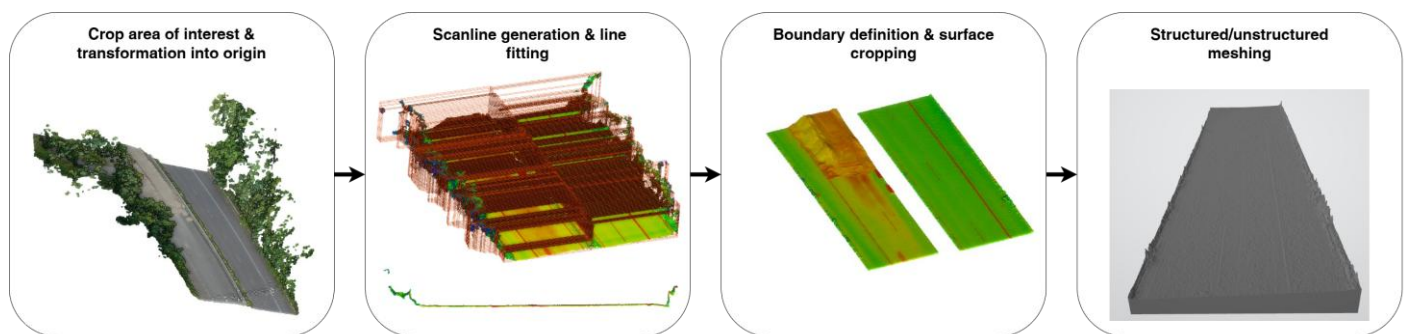 Crop area of interest &
transformation into origin
Scanline generation & line
fitting
Boundary definition & surface
cropping
Structured/unstructured
meshing